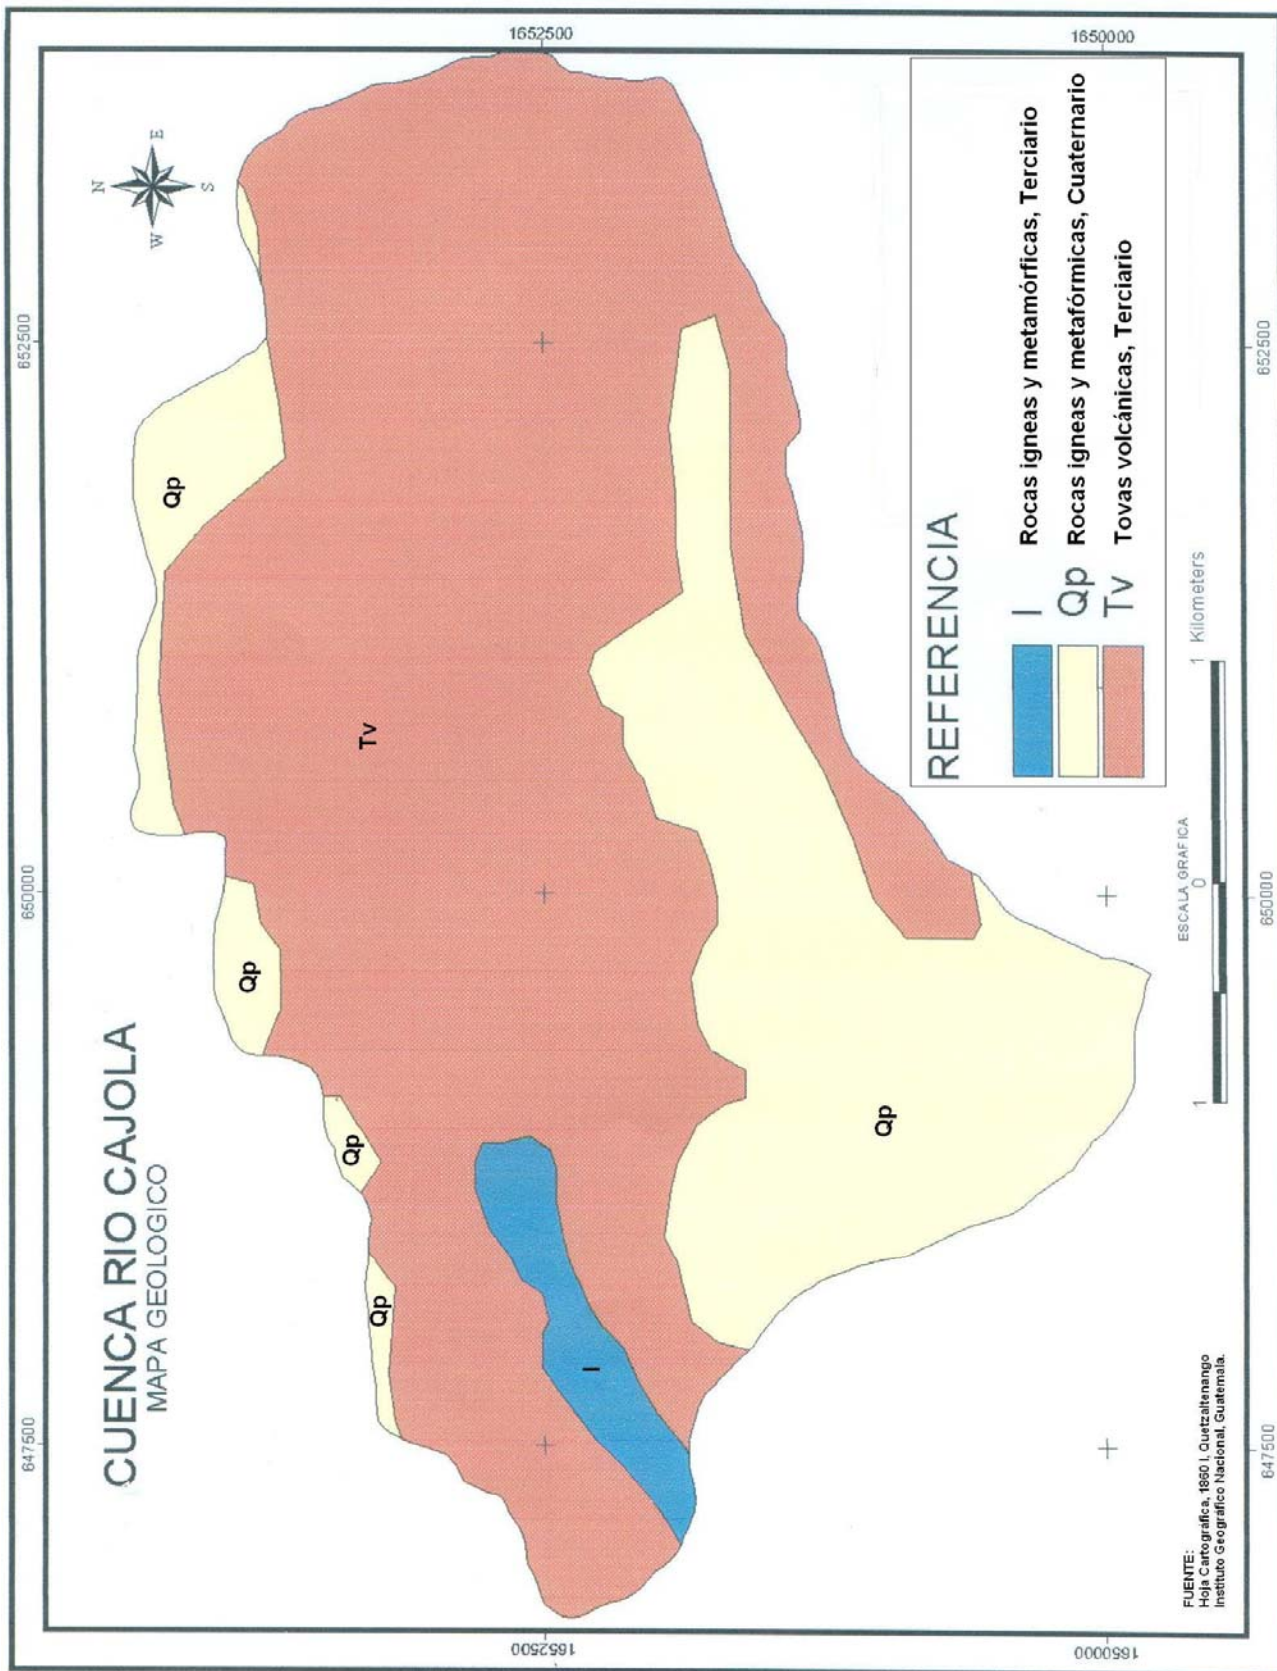 CUENCA RIO CAJOLA
MAPA GEOLOGICO
647500
650000
652500
1652500
1650000
N
W
E
S
Qp
Qp
Qp
Qp
Tv
I
Qp
1652500
1650000
REFERENCIA
I Rocas igneas y metamórficas, Terciario
Qp Rocas igneas y metafórmicas, Cuaternario
Tv Tovas volcánicas, Terciario
ESCALA GRAFICA
1 0 1 Kilometers
FUENTE:
Hoja Cartográfica, 1860 I, Quetzaltenango
Instituto Geográfico Nacional, Guatemala.
647500
650000
652500